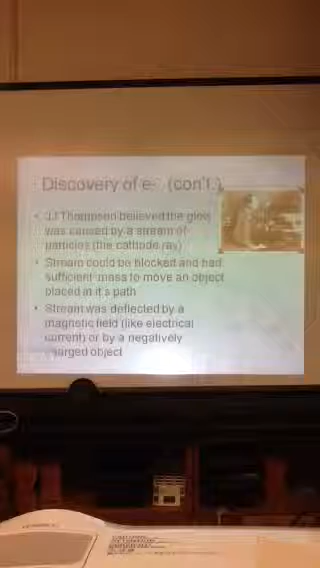 Discovery of e- (con't.)
• JJ Thompson believed the glow
was caused by a stream of
particles (the cathode ray)
• Stream could be blocked and had
sufficient mass to move an object
placed in it's path
• Stream was deflected by a
magnetic field (like electrical
current) or by a negatively
charged object